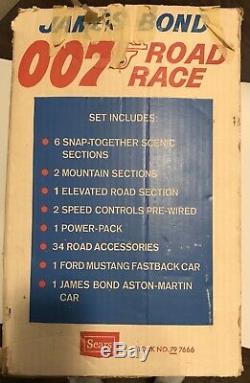 JAMES BOND
007 ROAD
RACE
SET INCLUDES:
• 6 SNAP-TOGETHER SCENIC
SECTIONS
• 2 MOUNTAIN SECTIONS
• 1 ELEVATED ROAD SECTION
• 2 SPEED CONTROLS PRE-WIRED
• 1 POWER-PACK
• 34 ROAD ACCESSORIES
• 1 FORD MUSTANG FASTBACK CAR
• 1 JAMES BOND ASTON-MARTIN
CAR
Sears
NO. 79 7666